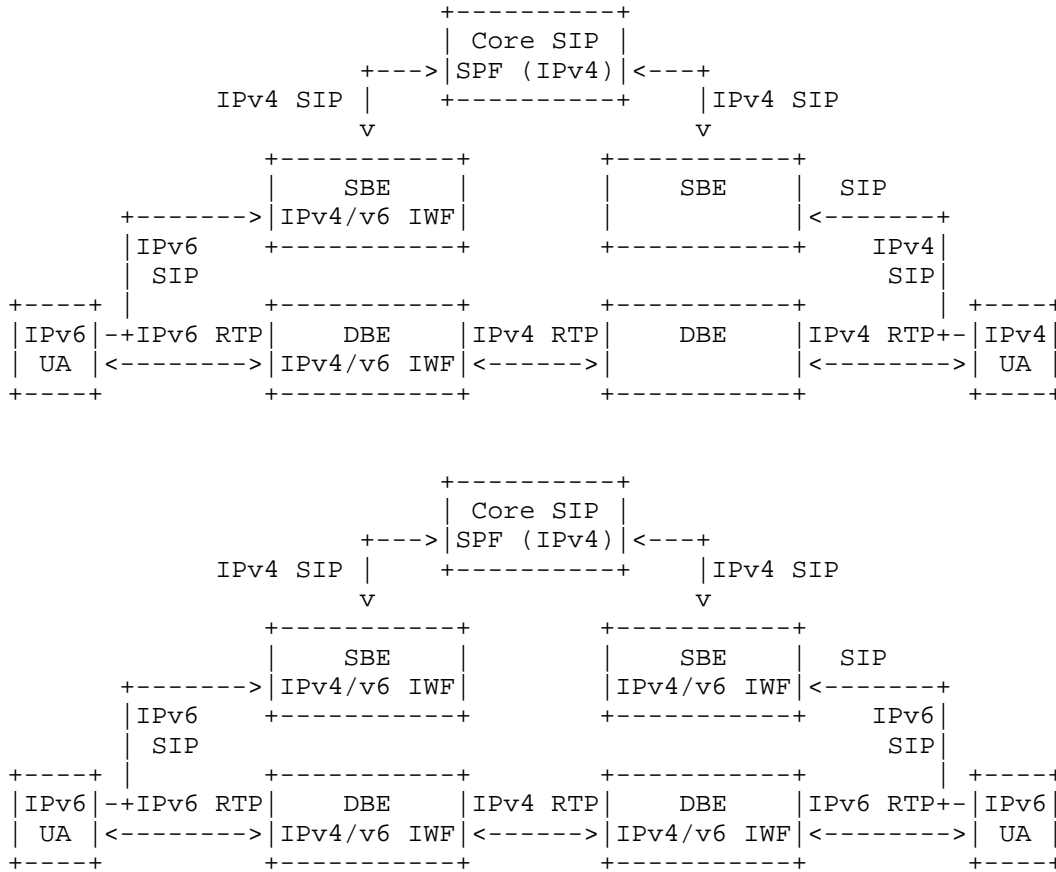 Core SIP
SPF (IPv4)
IPv4 SIP IPv4 SIP
v v
SBE SBE SIP
IPv4/v6 IWF
IPv6 IPv4
SIP SIP
IPv6 IPv6 RTP DBE IPv4 RTP DBE IPv4 RTP IPv4
UA IPv4/v6 IWF UA
Core SIP
SPF (IPv4)
IPv4 SIP IPv4 SIP
v v
SBE SBE SIP
IPv4/v6 IWF IPv4/v6 IWF
IPv6 IPv6
SIP SIP
IPv6 IPv6 RTP DBE IPv4 RTP DBE IPv6 RTP IPv6
UA IPv4/v6 IWF IPv4/v6 IWF UA